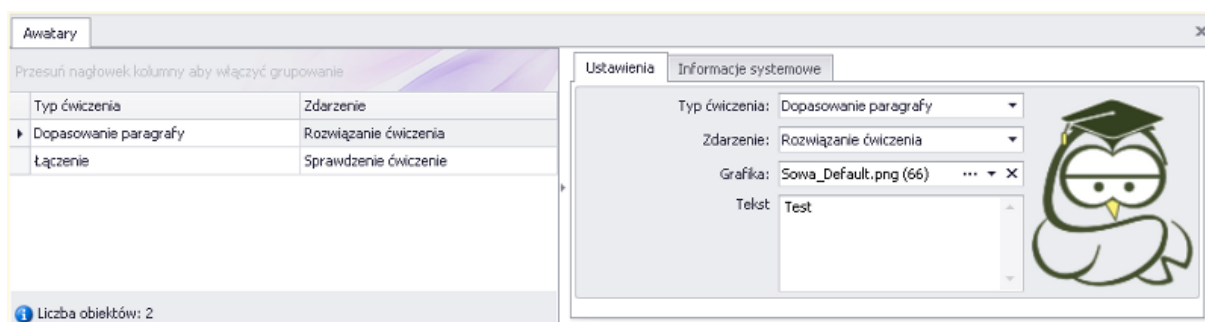 Awatary
Przesuń nagłowek kolumny aby włączyć grupowanie
Typ ćwiczenia Zdarzenie
Dopasowanie paragrafy Rozwiązanie ćwiczenia
Łączenie Sprawdzenie ćwiczenie
Liczba obiektów: 2
Ustawienia Informacje systemowe
Typ ćwiczenia: Dopasowanie paragrafy
Zdarzenie: Rozwiązanie ćwiczenia
Grafika: Sowa_Default.png (66)
Tekst Test